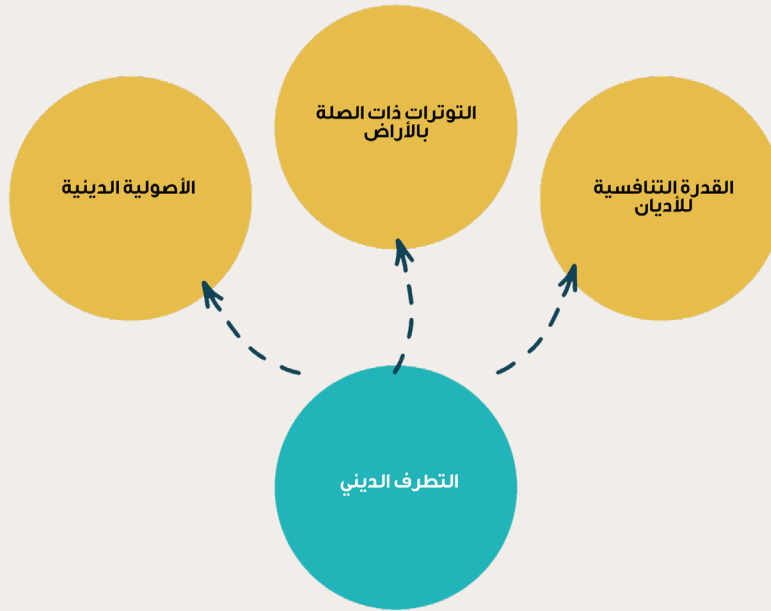 التوترات ذات الصلة
بالأراض
القدرة التنافسية
للأديان
الأصولية الدينية
التطرف الديني